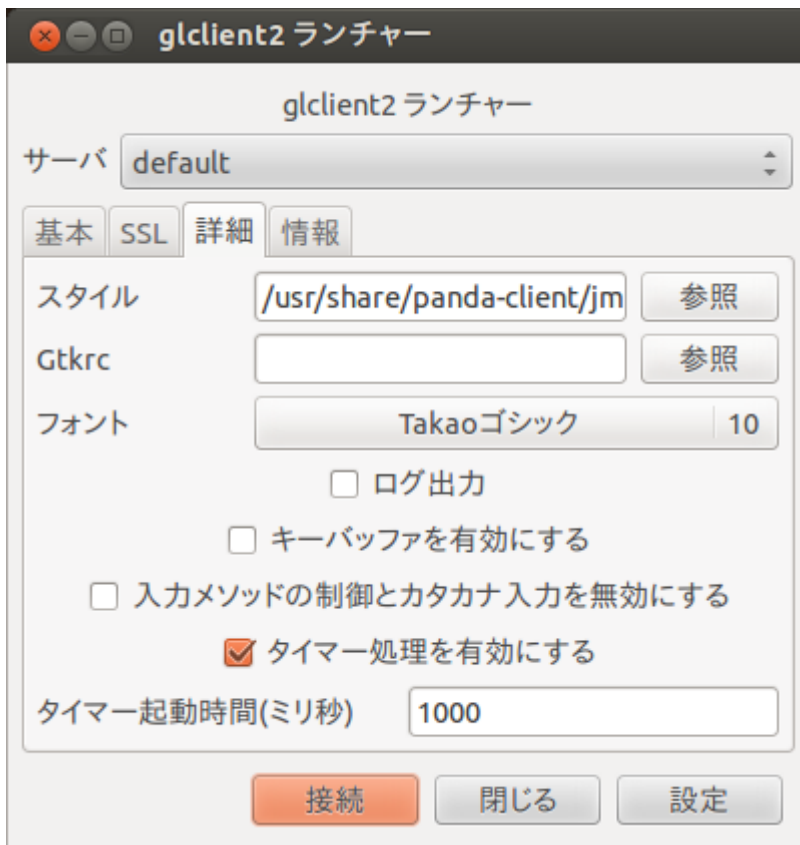 glclient2 ランチャー
glclient2 ランチャー
サーバ default
基本 SSL 詳細 情報
スタイル /usr/share/panda-client/jm 参照
Gtkrc 参照
フォント Takaoゴシック 10
ログ出力
キーバッファを有効にする
入力メソッドの制御とカタカナ入力を無効にする
タイマー処理を有効にする
タイマー起動時間(ミリ秒) 1000
接続 閉じる 設定